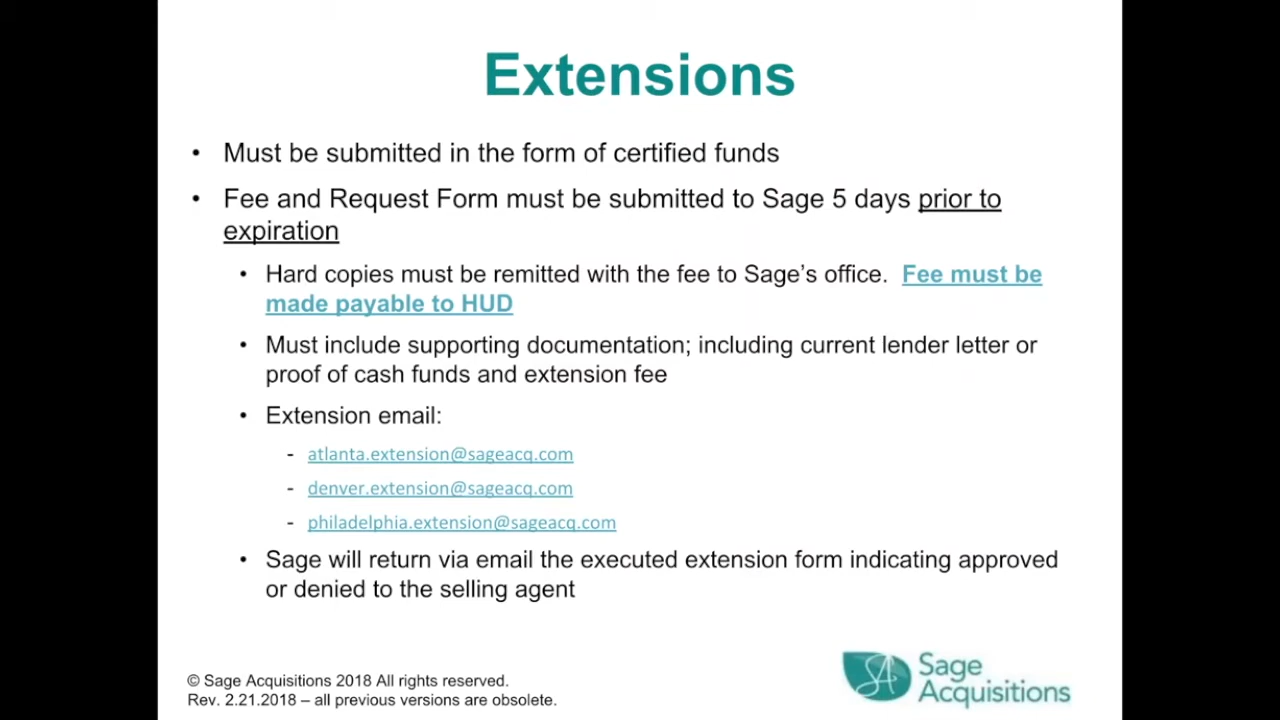 Extensions
• Must be submitted in the form of certified funds
• Fee and Request Form must be submitted to Sage 5 days prior to
expiration
• Hard copies must be remitted with the fee to Sage’s office. Fee must be
made payable to HUD
• Must include supporting documentation; including current lender letter or
proof of cash funds and extension fee
• Extension email:
- atlanta.extension@sageacq.com
- denver.extension@sageacq.com
- philadelphia.extension@sageacq.com
• Sage will return via email the executed extension form indicating approved
or denied to the selling agent
© Sage Acquisitions 2018 All rights reserved.
Rev. 2.21.2018 – all previous versions are obsolete.
SA
Sage
Acquisitions